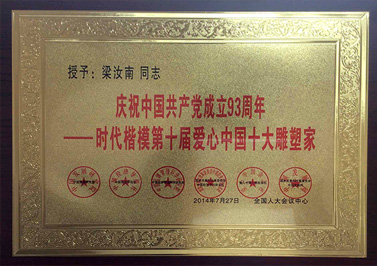 授予：梁汝南 同志
庆祝中国共产党成立93周年
——时代楷模第十届爱心中国十大雕塑家
2014年7月27日 全国人大会议中心